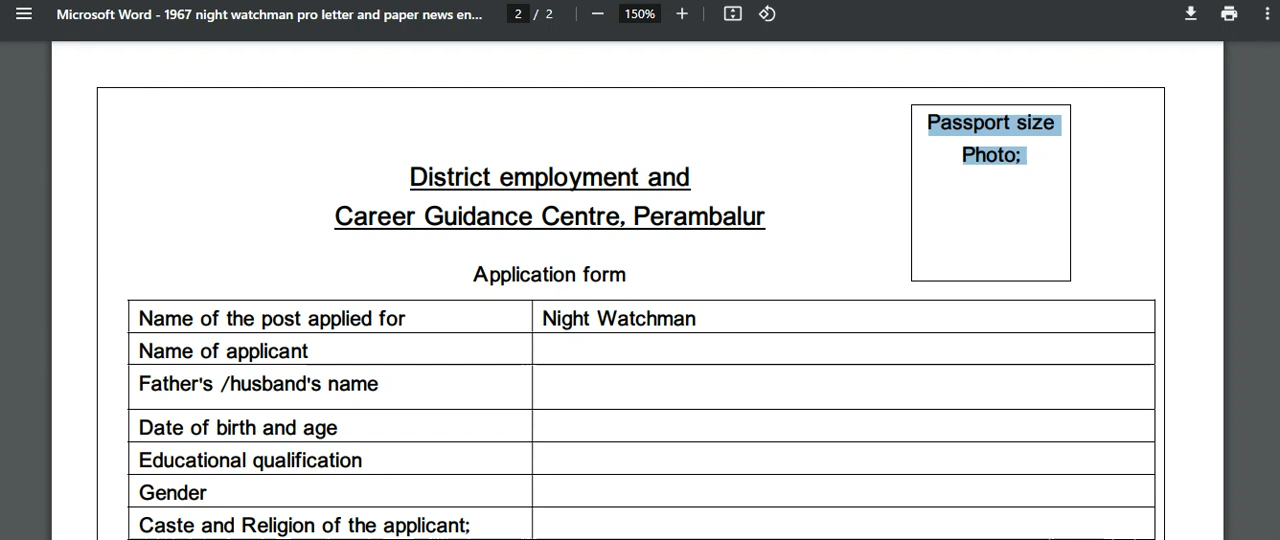 Microsoft Word - 1967 night watchman pro letter and paper news en...
2 / 2
150%
Passport size
Photo;
District employment and
Career Guidance Centre, Perambalur
Application form
Name of the post applied for Night Watchman
Name of applicant
Father's /husband's name
Date of birth and age
Educational qualification
Gender
Caste and Religion of the applicant;